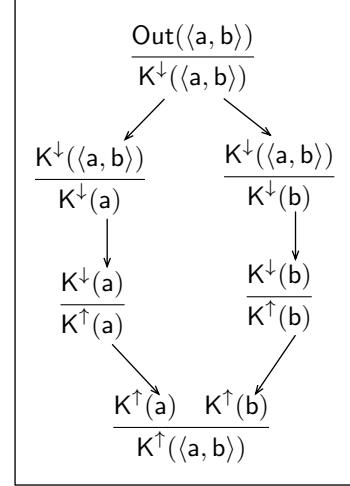 Out(⟨a, b⟩)
K↓(⟨a, b⟩)
K↓(⟨a, b⟩) K↓(⟨a, b⟩)
K↓(a) K↓(b)
K↓(a) K↓(b)
K↑(a) K↑(b)
K↑(a) K↑(b)
K↑(⟨a, b⟩)